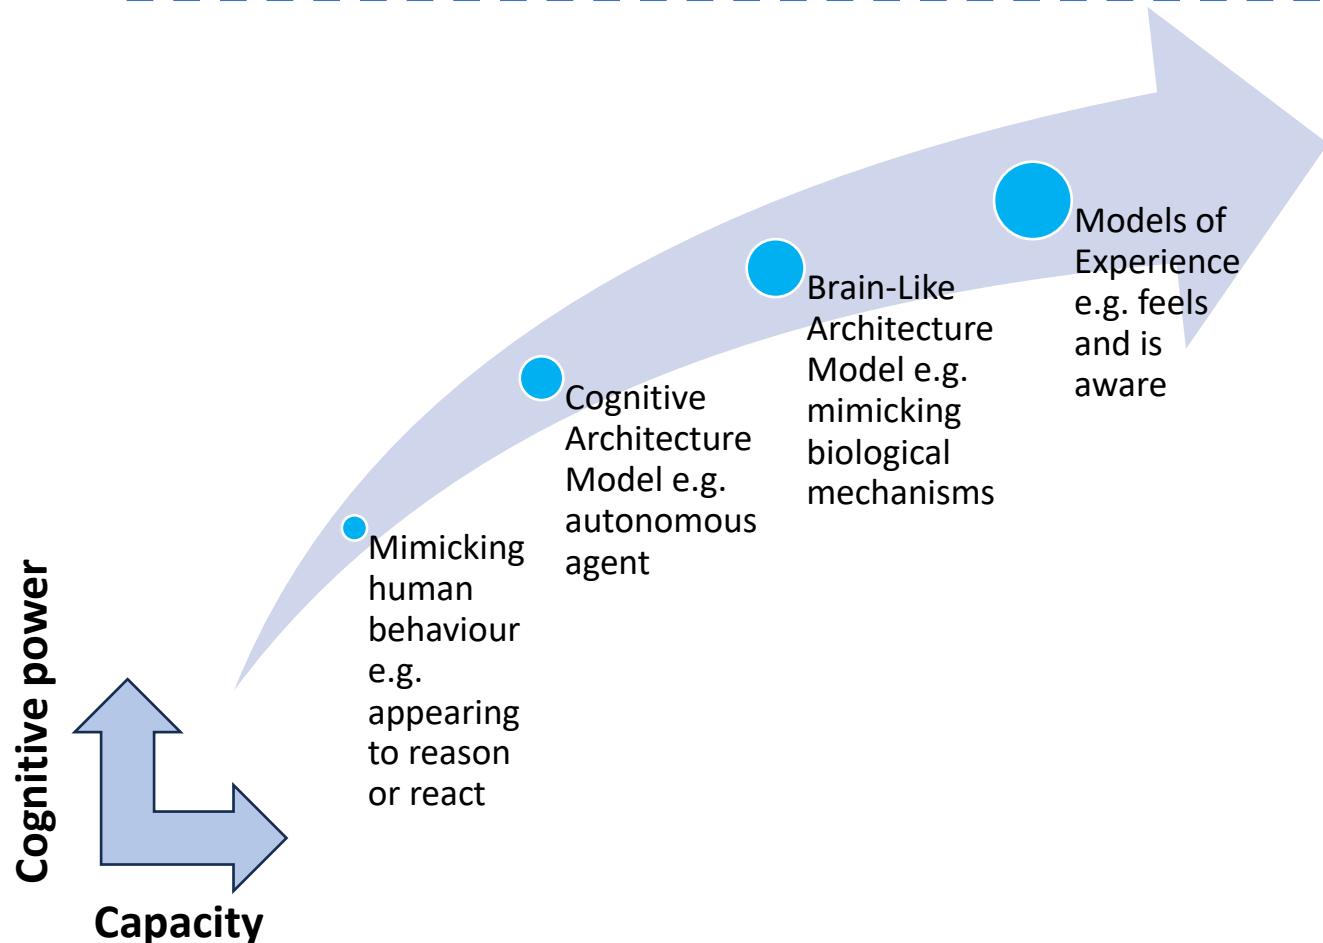 Models of
Experience
e.g. feels
and is
aware
Brain-Like
Architecture
Model e.g.
mimicking
biological
mechanisms
Cognitive
Architecture
Model e.g.
autonomous
agent
Mimicking
human
behaviour
e.g.
appearing
to reason
or react
Cognitive power
Capacity